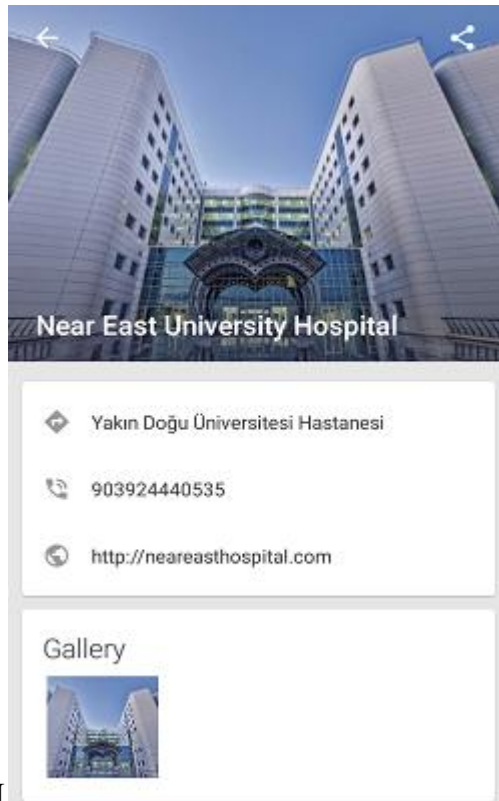 Near East University Hospital
Yakın Doğu Üniversitesi Hastanesi
903924440535
http://neareasthospital.com
Gallery